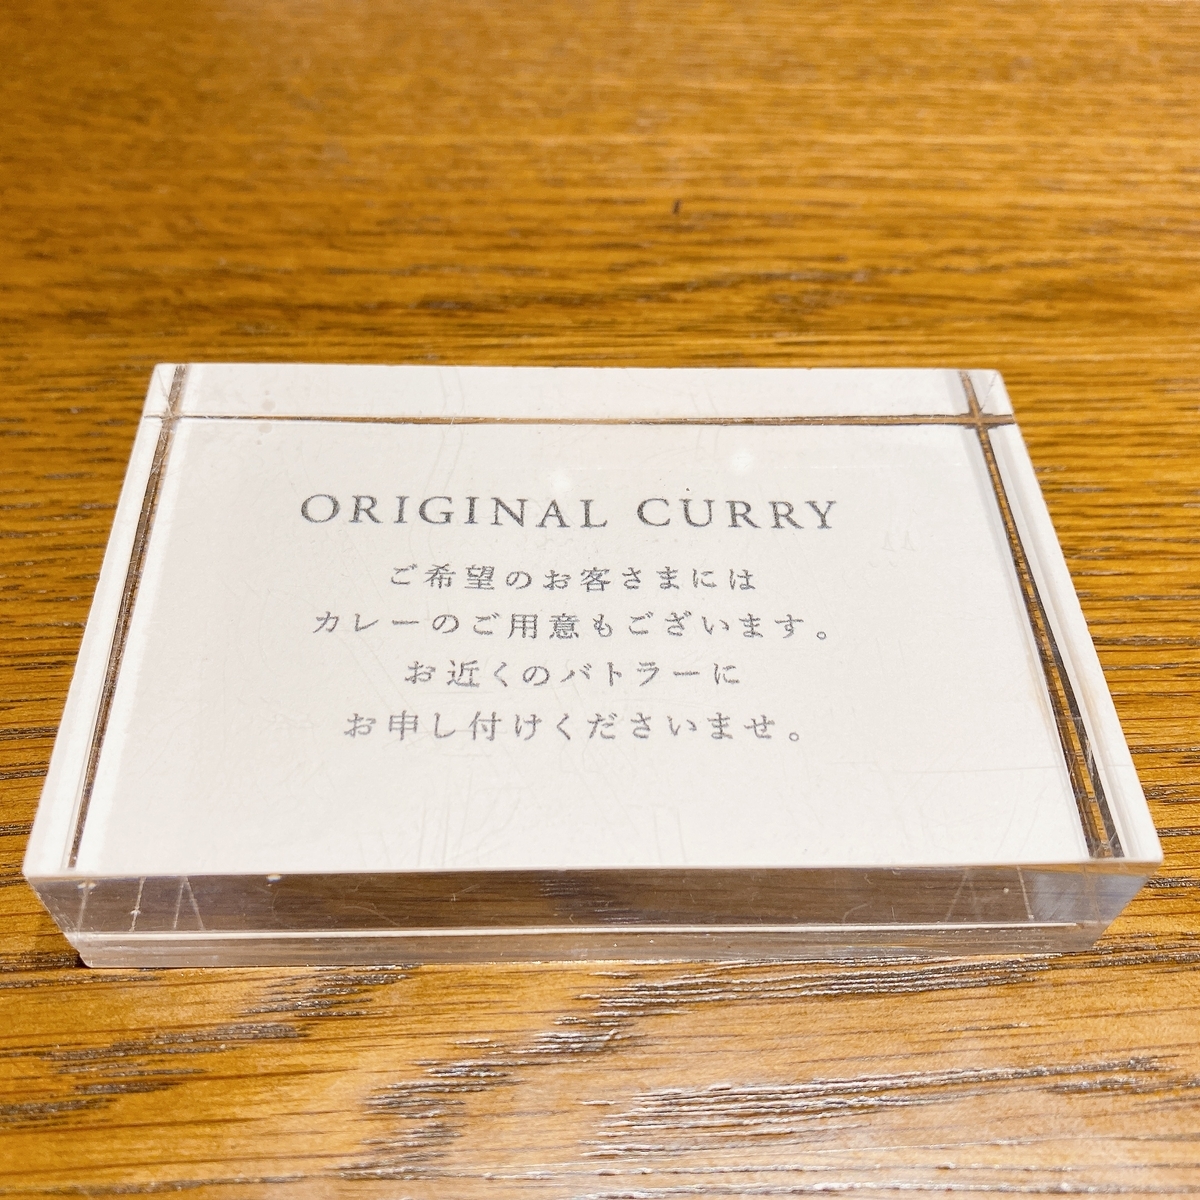 ORIGINAL CURRY
ご希望のお客さまには
カレーのご用意もございます。
お近くのバトラーに
お申し付けくださいませ。